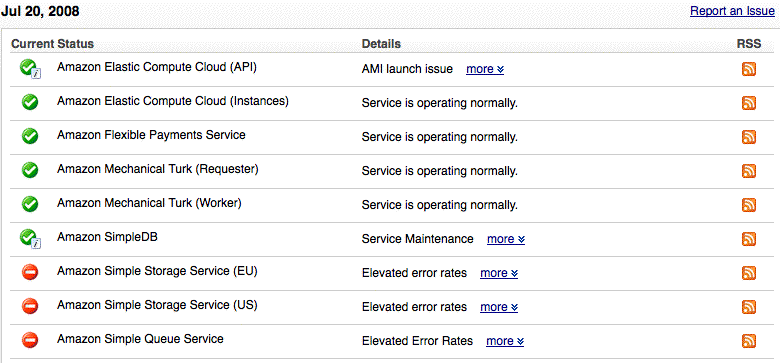 Jul 20, 2008 Report an Issue
Current Status Details RSS
Amazon Elastic Compute Cloud (API) AMI launch issue more
Amazon Elastic Compute Cloud (Instances) Service is operating normally.
Amazon Flexible Payments Service Service is operating normally.
Amazon Mechanical Turk (Requester) Service is operating normally.
Amazon Mechanical Turk (Worker) Service is operating normally.
Amazon SimpleDB Service Maintenance more
Amazon Simple Storage Service (EU) Elevated error rates more
Amazon Simple Storage Service (US) Elevated error rates more
Amazon Simple Queue Service Elevated Error Rates more